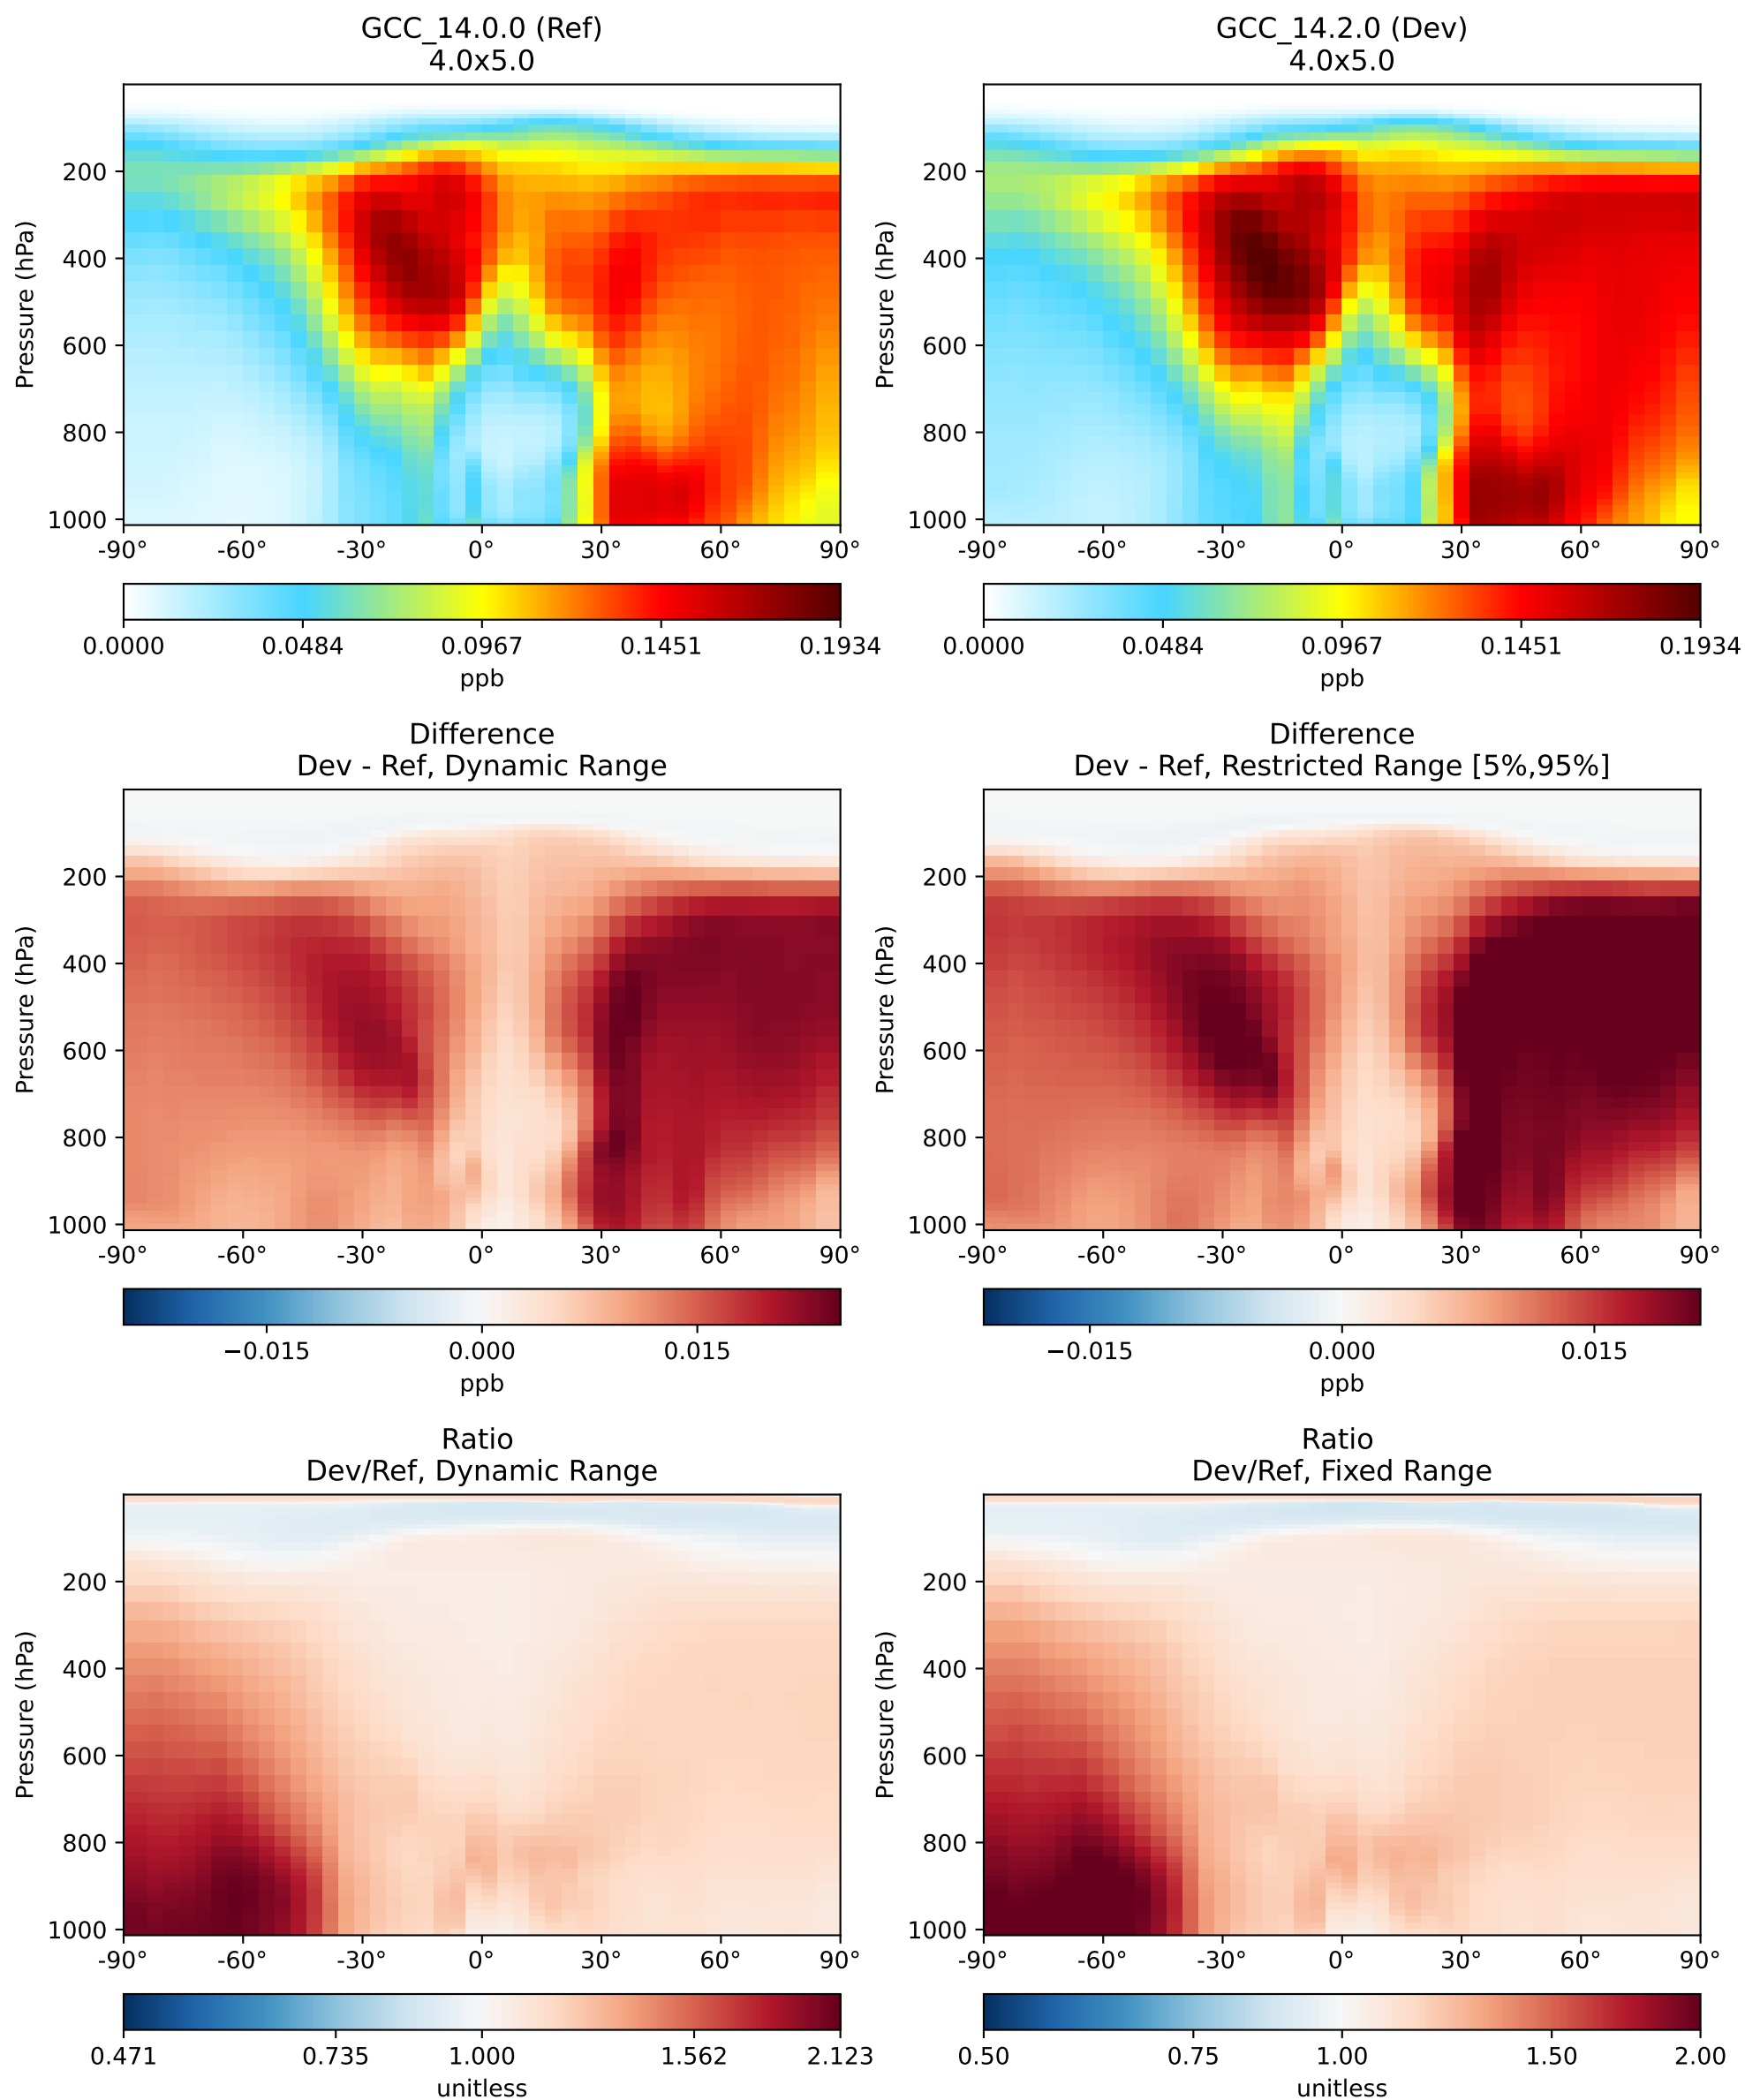 GCC_14.0.0 (Ref)
4.0x5.0
GCC_14.2.0 (Dev)
4.0x5.0
Pressure (hPa)
200
400
600
800
1000
-90° -60° -30° 0° 30° 60° 90°
0.0000 0.0484 0.0967 0.1451 0.1934
ppb
Pressure (hPa)
200
400
600
800
1000
-90° -60° -30° 0° 30° 60° 90°
0.0000 0.0484 0.0967 0.1451 0.1934
ppb
Difference
Dev - Ref, Dynamic Range
Difference
Dev - Ref, Restricted Range [5%,95%]
Pressure (hPa)
200
400
600
800
1000
-90° -60° -30° 0° 30° 60° 90°
−0.015 0.000 0.015
ppb
Pressure (hPa)
200
400
600
800
1000
-90° -60° -30° 0° 30° 60° 90°
−0.015 0.000 0.015
ppb
Ratio
Dev/Ref, Dynamic Range
Ratio
Dev/Ref, Fixed Range
Pressure (hPa)
200
400
600
800
1000
-90° -60° -30° 0° 30° 60° 90°
0.471 0.735 1.000 1.562 2.123
unitless
Pressure (hPa)
200
400
600
800
1000
-90° -60° -30° 0° 30° 60° 90°
0.50 0.75 1.00 1.50 2.00
unitless